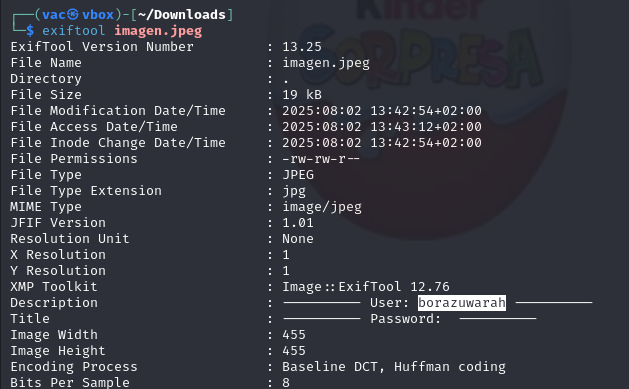 Kinder
SORPRESA
┌──(vac㉿vbox)-[~/Downloads]
└─$ exiftool imagen.jpeg
ExifTool Version Number : 13.25
File Name : imagen.jpeg
Directory : .
File Size : 19 kB
File Modification Date/Time : 2025:08:02 13:42:54+02:00
File Access Date/Time : 2025:08:02 13:43:12+02:00
File Inode Change Date/Time : 2025:08:02 13:42:54+02:00
File Permissions : -rw-rw-r--
File Type : JPEG
File Type Extension : jpg
MIME Type : image/jpeg
JFIF Version : 1.01
Resolution Unit : None
X Resolution : 1
Y Resolution : 1
XMP Toolkit : Image::ExifTool 12.76
Description : ---------- User: borazuwarah ----------
Title : ---------- Password:  ----------
Image Width : 455
Image Height : 455
Encoding Process : Baseline DCT, Huffman coding
Bits Per Sample : 8